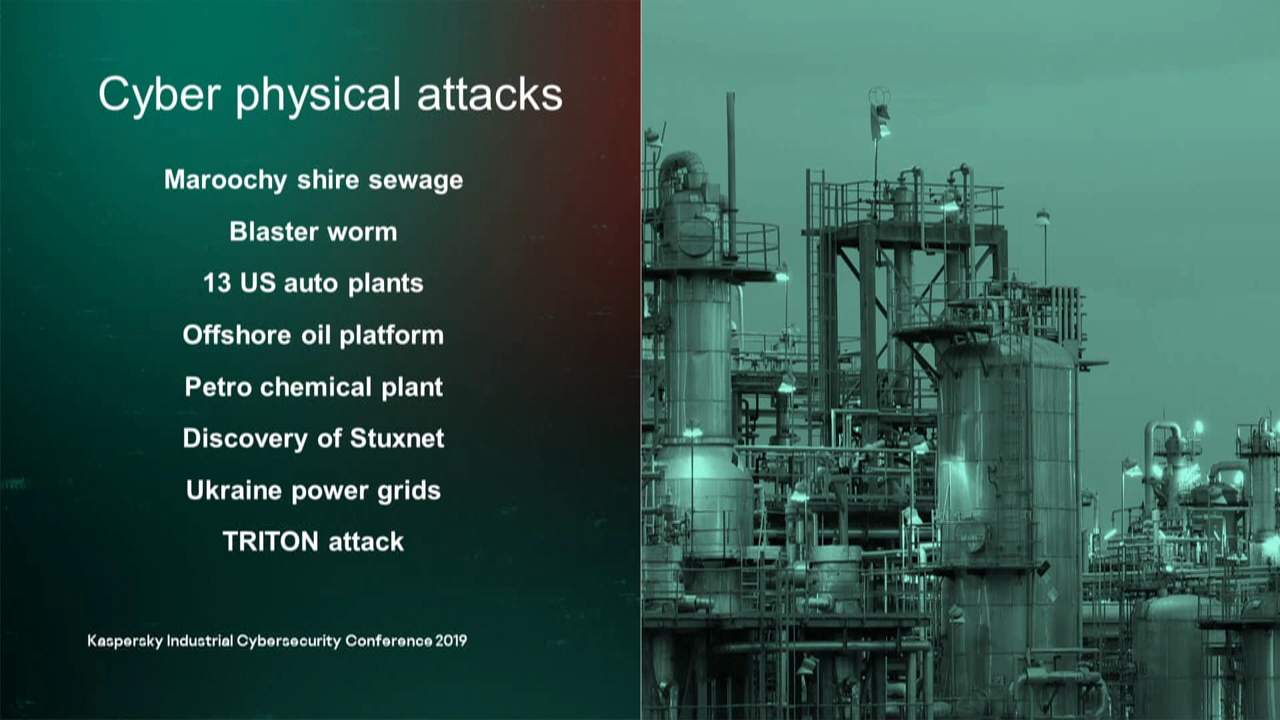 Cyber physical attacks
Maroochy shire sewage
Blaster worm
13 US auto plants
Offshore oil platform
Petro chemical plant
Discovery of Stuxnet
Ukraine power grids
TRITON attack
Kaspersky Industrial Cybersecurity Conference 2019